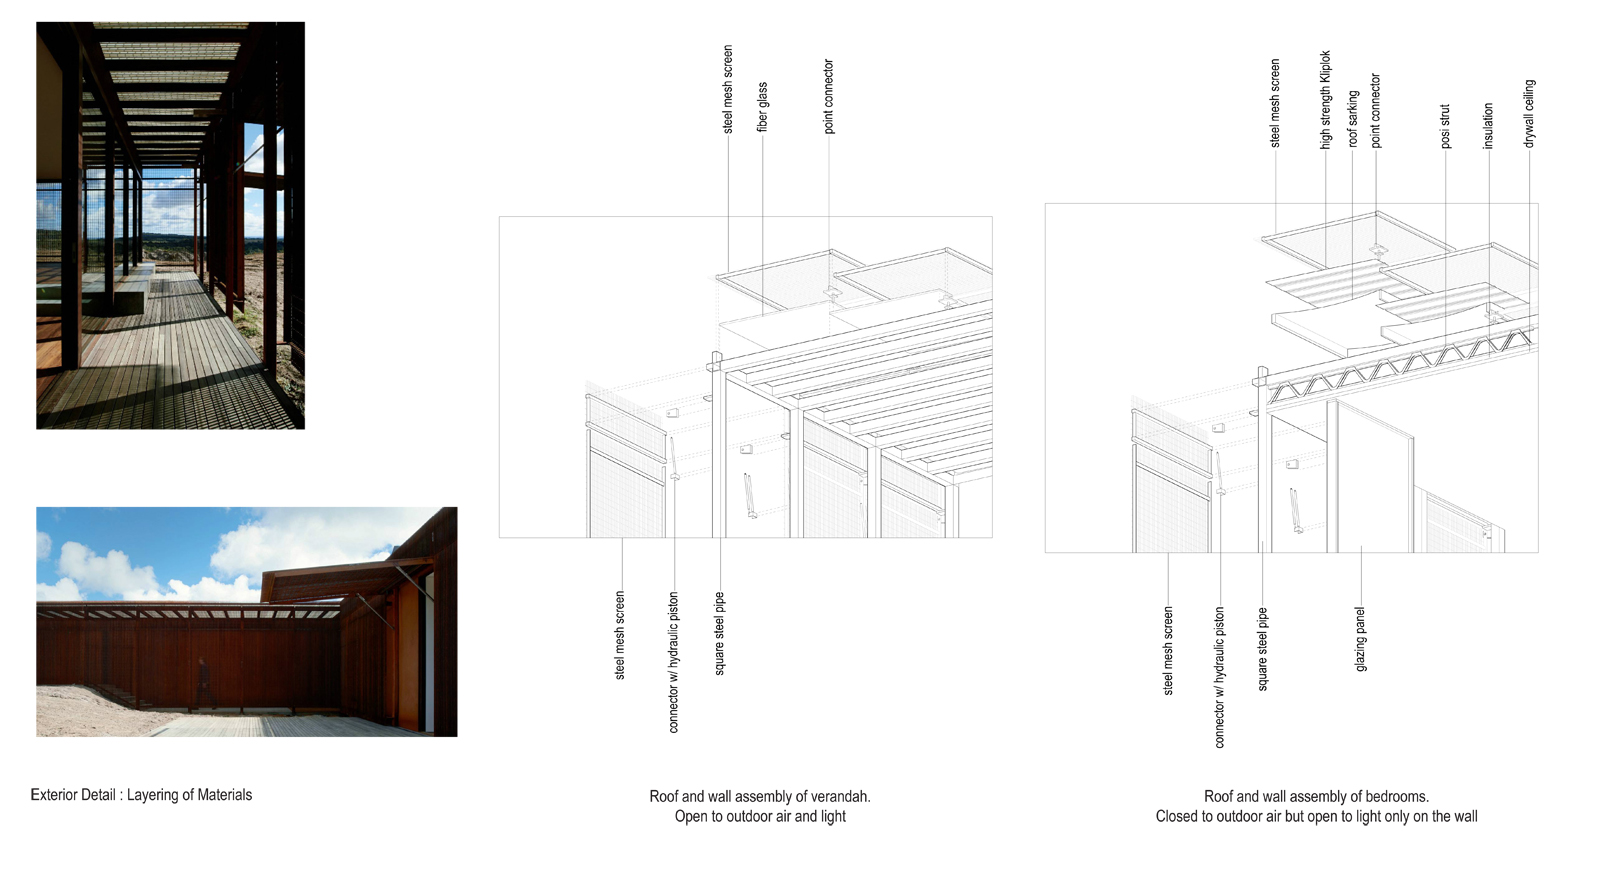 steel mesh screen
fiber glass
point connector
steel mesh screen
connector w/ hydraulic piston
square steel pipe
steel mesh screen
high strength Kliplok
roof sarking
point connector
posi strut
insulation
drywall ceiling
steel mesh screen
connector w/ hydraulic piston
square steel pipe
glazing panel
Exterior Detail : Layering of Materials
Roof and wall assembly of verandah.
Open to outdoor air and light
Roof and wall assembly of bedrooms.
Closed to outdoor air but open to light only on the wall